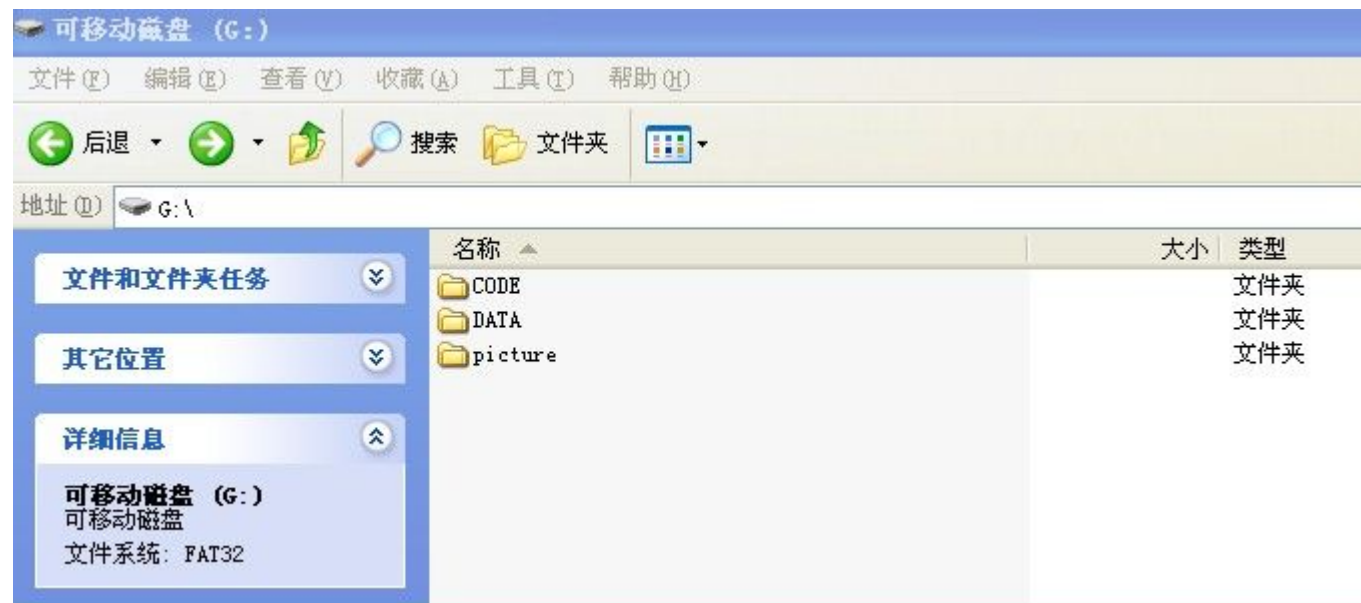 可移动磁盘 (G:)
文件(F) 编辑(E) 查看(V) 收藏(A) 工具(T) 帮助(H)
后退 搜索 文件夹
地址(D) G:\
名称 大小 类型
文件和文件夹任务
CODE 文件夹
DATA 文件夹
其它位置
picture 文件夹
详细信息
可移动磁盘 (G:)
可移动磁盘
文件系统: FAT32